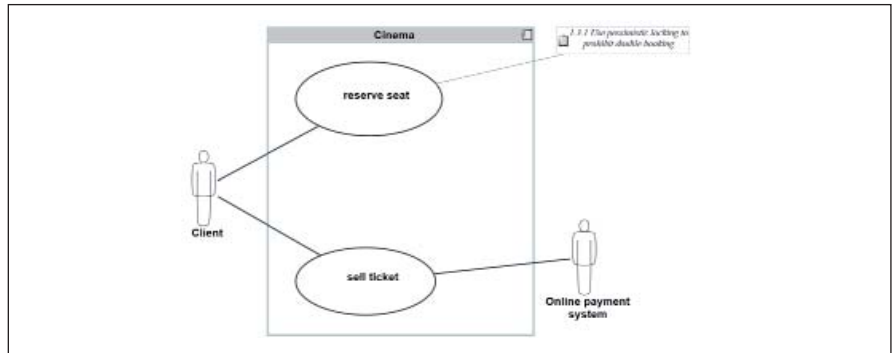 Cinema
1.3.1 Use pessimistic locking to
prohibit double booking
reserve seat
Client
sell ticket
Online payment
system